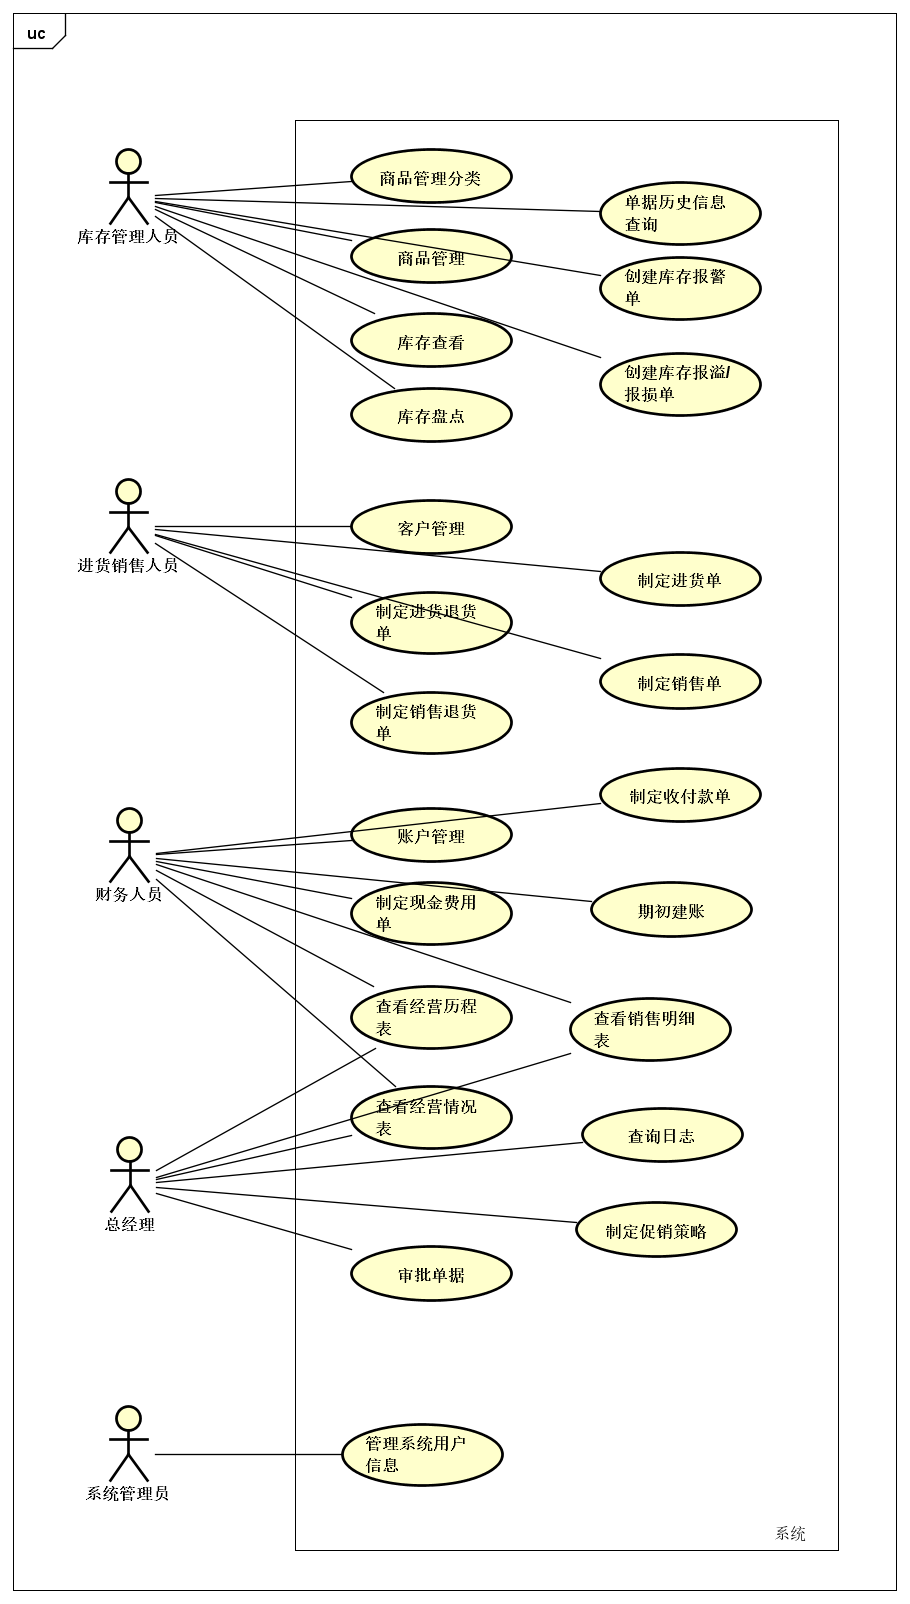 uc
商品管理分类
单据历史信息
查询
库存管理人员
商品管理
创建库存报警
单
库存查看
创建库存报溢/
报损单
库存盘点
客户管理
进货销售人员
制定进货单
制定进货退货
单
制定销售单
制定销售退货
单
制定收付款单
账户管理
财务人员
制定现金费用
单
期初建账
查看经营历程
表
查看销售明细
表
查看经营情况
表
查询日志
总经理
制定促销策略
审批单据
管理系统用户
信息
系统管理员
系统